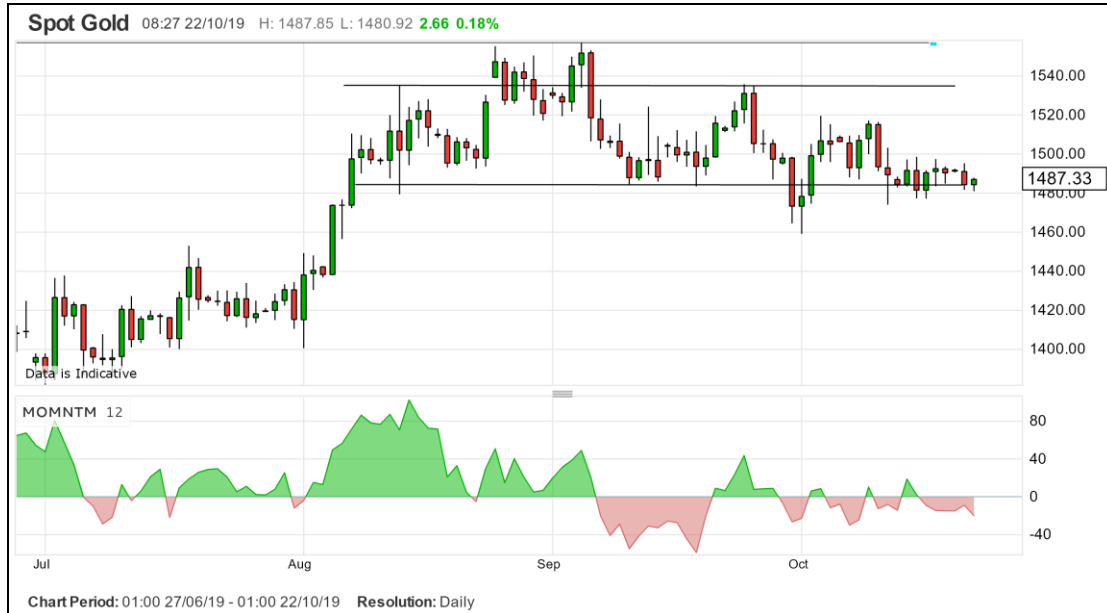 Spot Gold 08:27 22/10/19 H: 1487.85 L: 1480.92 2.66 0.18%
1540.00
1520.00
1500.00
1487.33
1480.00
1460.00
1440.00
1420.00
1400.00
Data is Indicative
MOMNTM 12
80
40
0
-40
Jul Aug Sep Oct
Chart Period: 01:00 27/06/19 - 01:00 22/10/19 Resolution: Daily